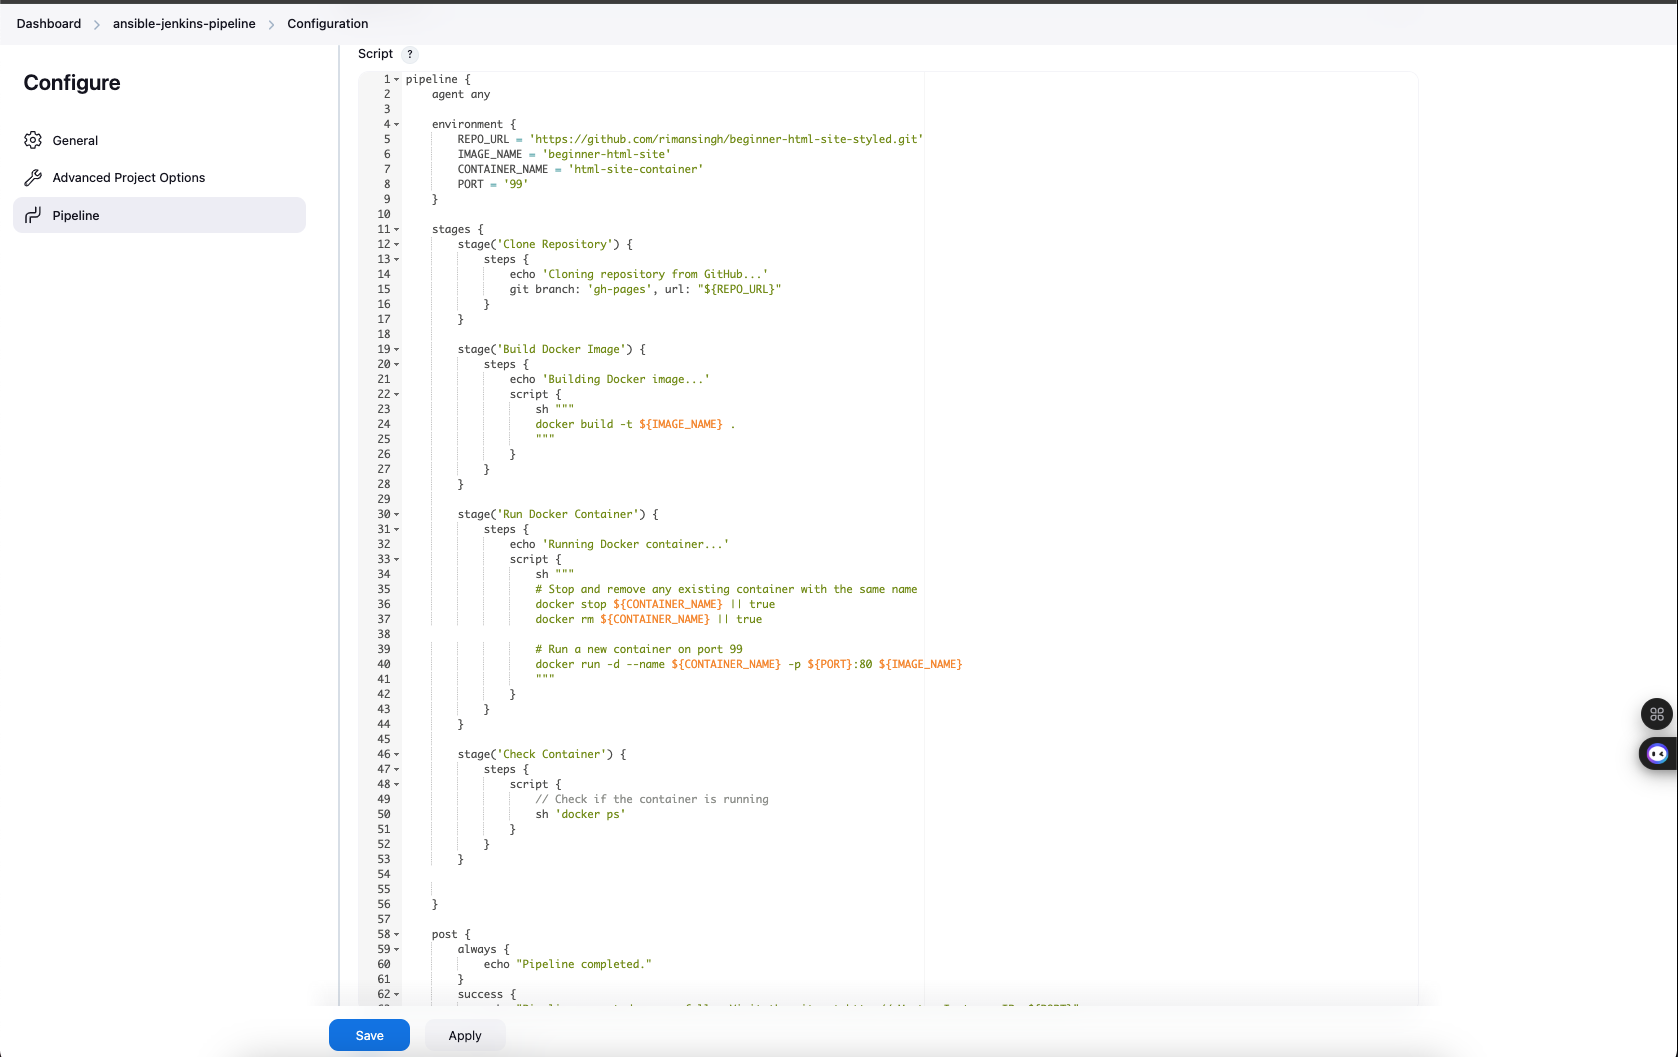 Dashboard > ansible-jenkins-pipeline > Configuration
Configure
General
Advanced Project Options
Pipeline
Script ?
1 pipeline {
2     agent any
3
4     environment {
5         REPO_URL = 'https://github.com/rimansingh/beginner-html-site-styled.git'
6         IMAGE_NAME = 'beginner-html-site'
7         CONTAINER_NAME = 'html-site-container'
8         PORT = '99'
9     }
10
11     stages {
12         stage('Clone Repository') {
13             steps {
14                 echo 'Cloning repository from GitHub...'
15                 git branch: 'gh-pages', url: "${REPO_URL}"
16             }
17         }
18
19         stage('Build Docker Image') {
20             steps {
21                 echo 'Building Docker image...'
22                 script {
23                     sh """
24                     docker build -t ${IMAGE_NAME} .
25                     """
26                 }
27             }
28         }
29
30         stage('Run Docker Container') {
31             steps {
32                 echo 'Running Docker container...'
33                 script {
34                     sh """
35                     # Stop and remove any existing container with the same name
36                     docker stop ${CONTAINER_NAME} || true
37                     docker rm ${CONTAINER_NAME} || true
38
39                     # Run a new container on port 99
40                     docker run -d --name ${CONTAINER_NAME} -p ${PORT}:80 ${IMAGE_NAME}
41                     """
42                 }
43             }
44         }
45
46         stage('Check Container') {
47             steps {
48                 script {
49                     // Check if the container is running
50                     sh 'docker ps'
51                 }
52             }
53         }
54
55
56     }
57
58     post {
59         always {
60             echo "Pipeline completed."
61         }
62         success {
Save
Apply